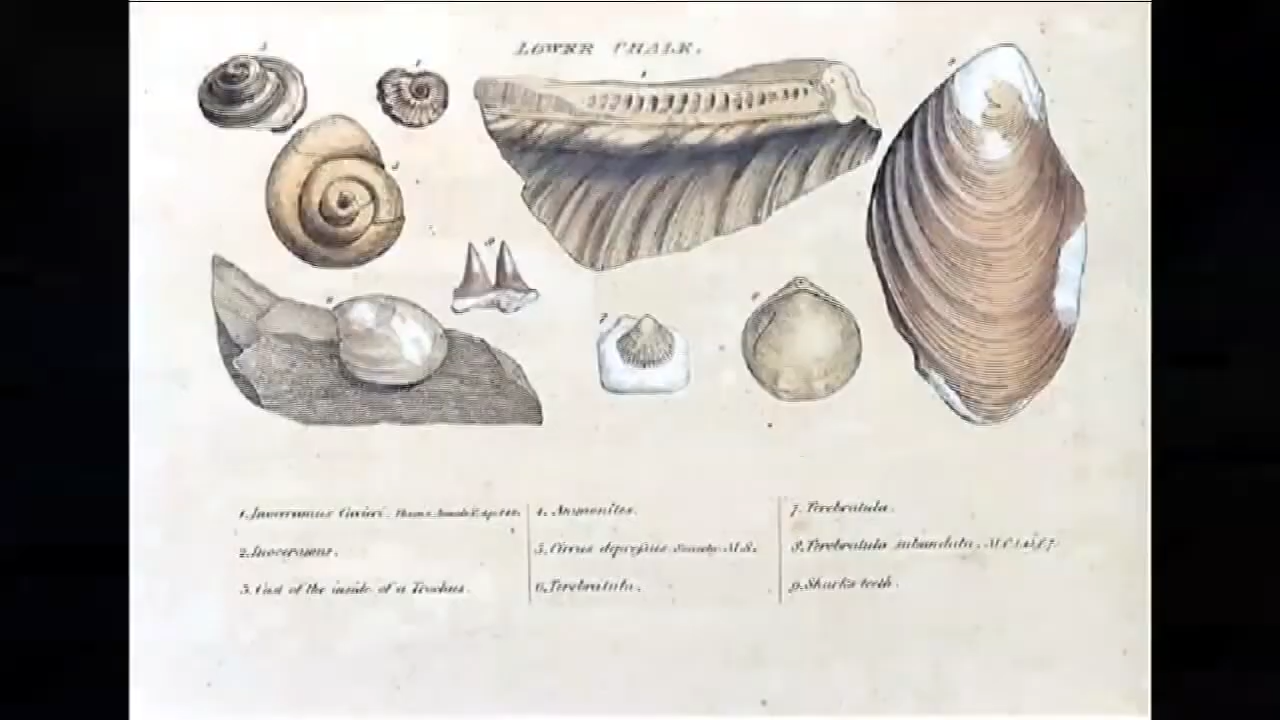 LOWER CHALK.
1. Inoceramus Cuvieri.
2. Inoceramus.
3. Cast of the inside of a Trochus.
4. Ammonites.
5. Cirrus depressus. Sowerby. M.S.
6. Terebratula.
7. Terebratula.
8. Terebratula subundata. M.C.
9. Sharks teeth.